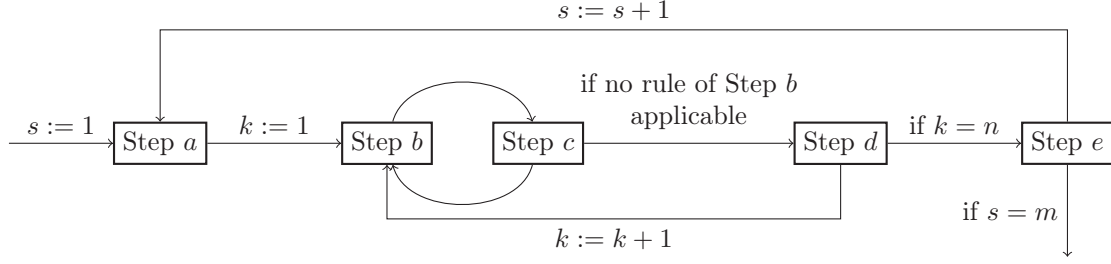 s := s + 1
if no rule of Step b
applicable
s := 1
Step a
k := 1
Step b
Step c
Step d
if k = n
Step e
if s = m
k := k + 1